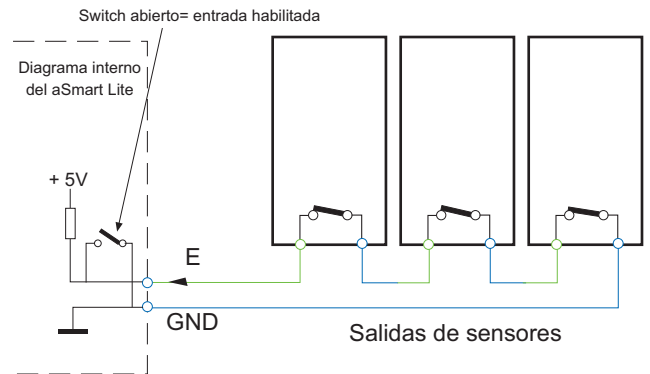 Switch abierto= entrada habilitada
Diagrama interno
del aSmart Lite
+ 5V
E
GND
Salidas de sensores